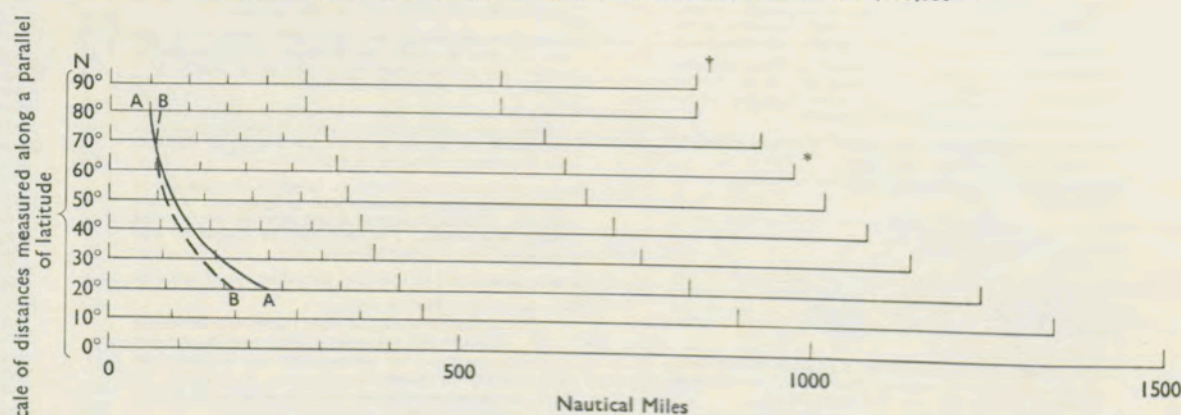 N
90°
†
A B
80°
70°
60°
*
50°
40°
30°
20°
B A
10°
0°
0 500 1000 1500
Nautical Miles
cale of distances measured along a parallel
of latitude